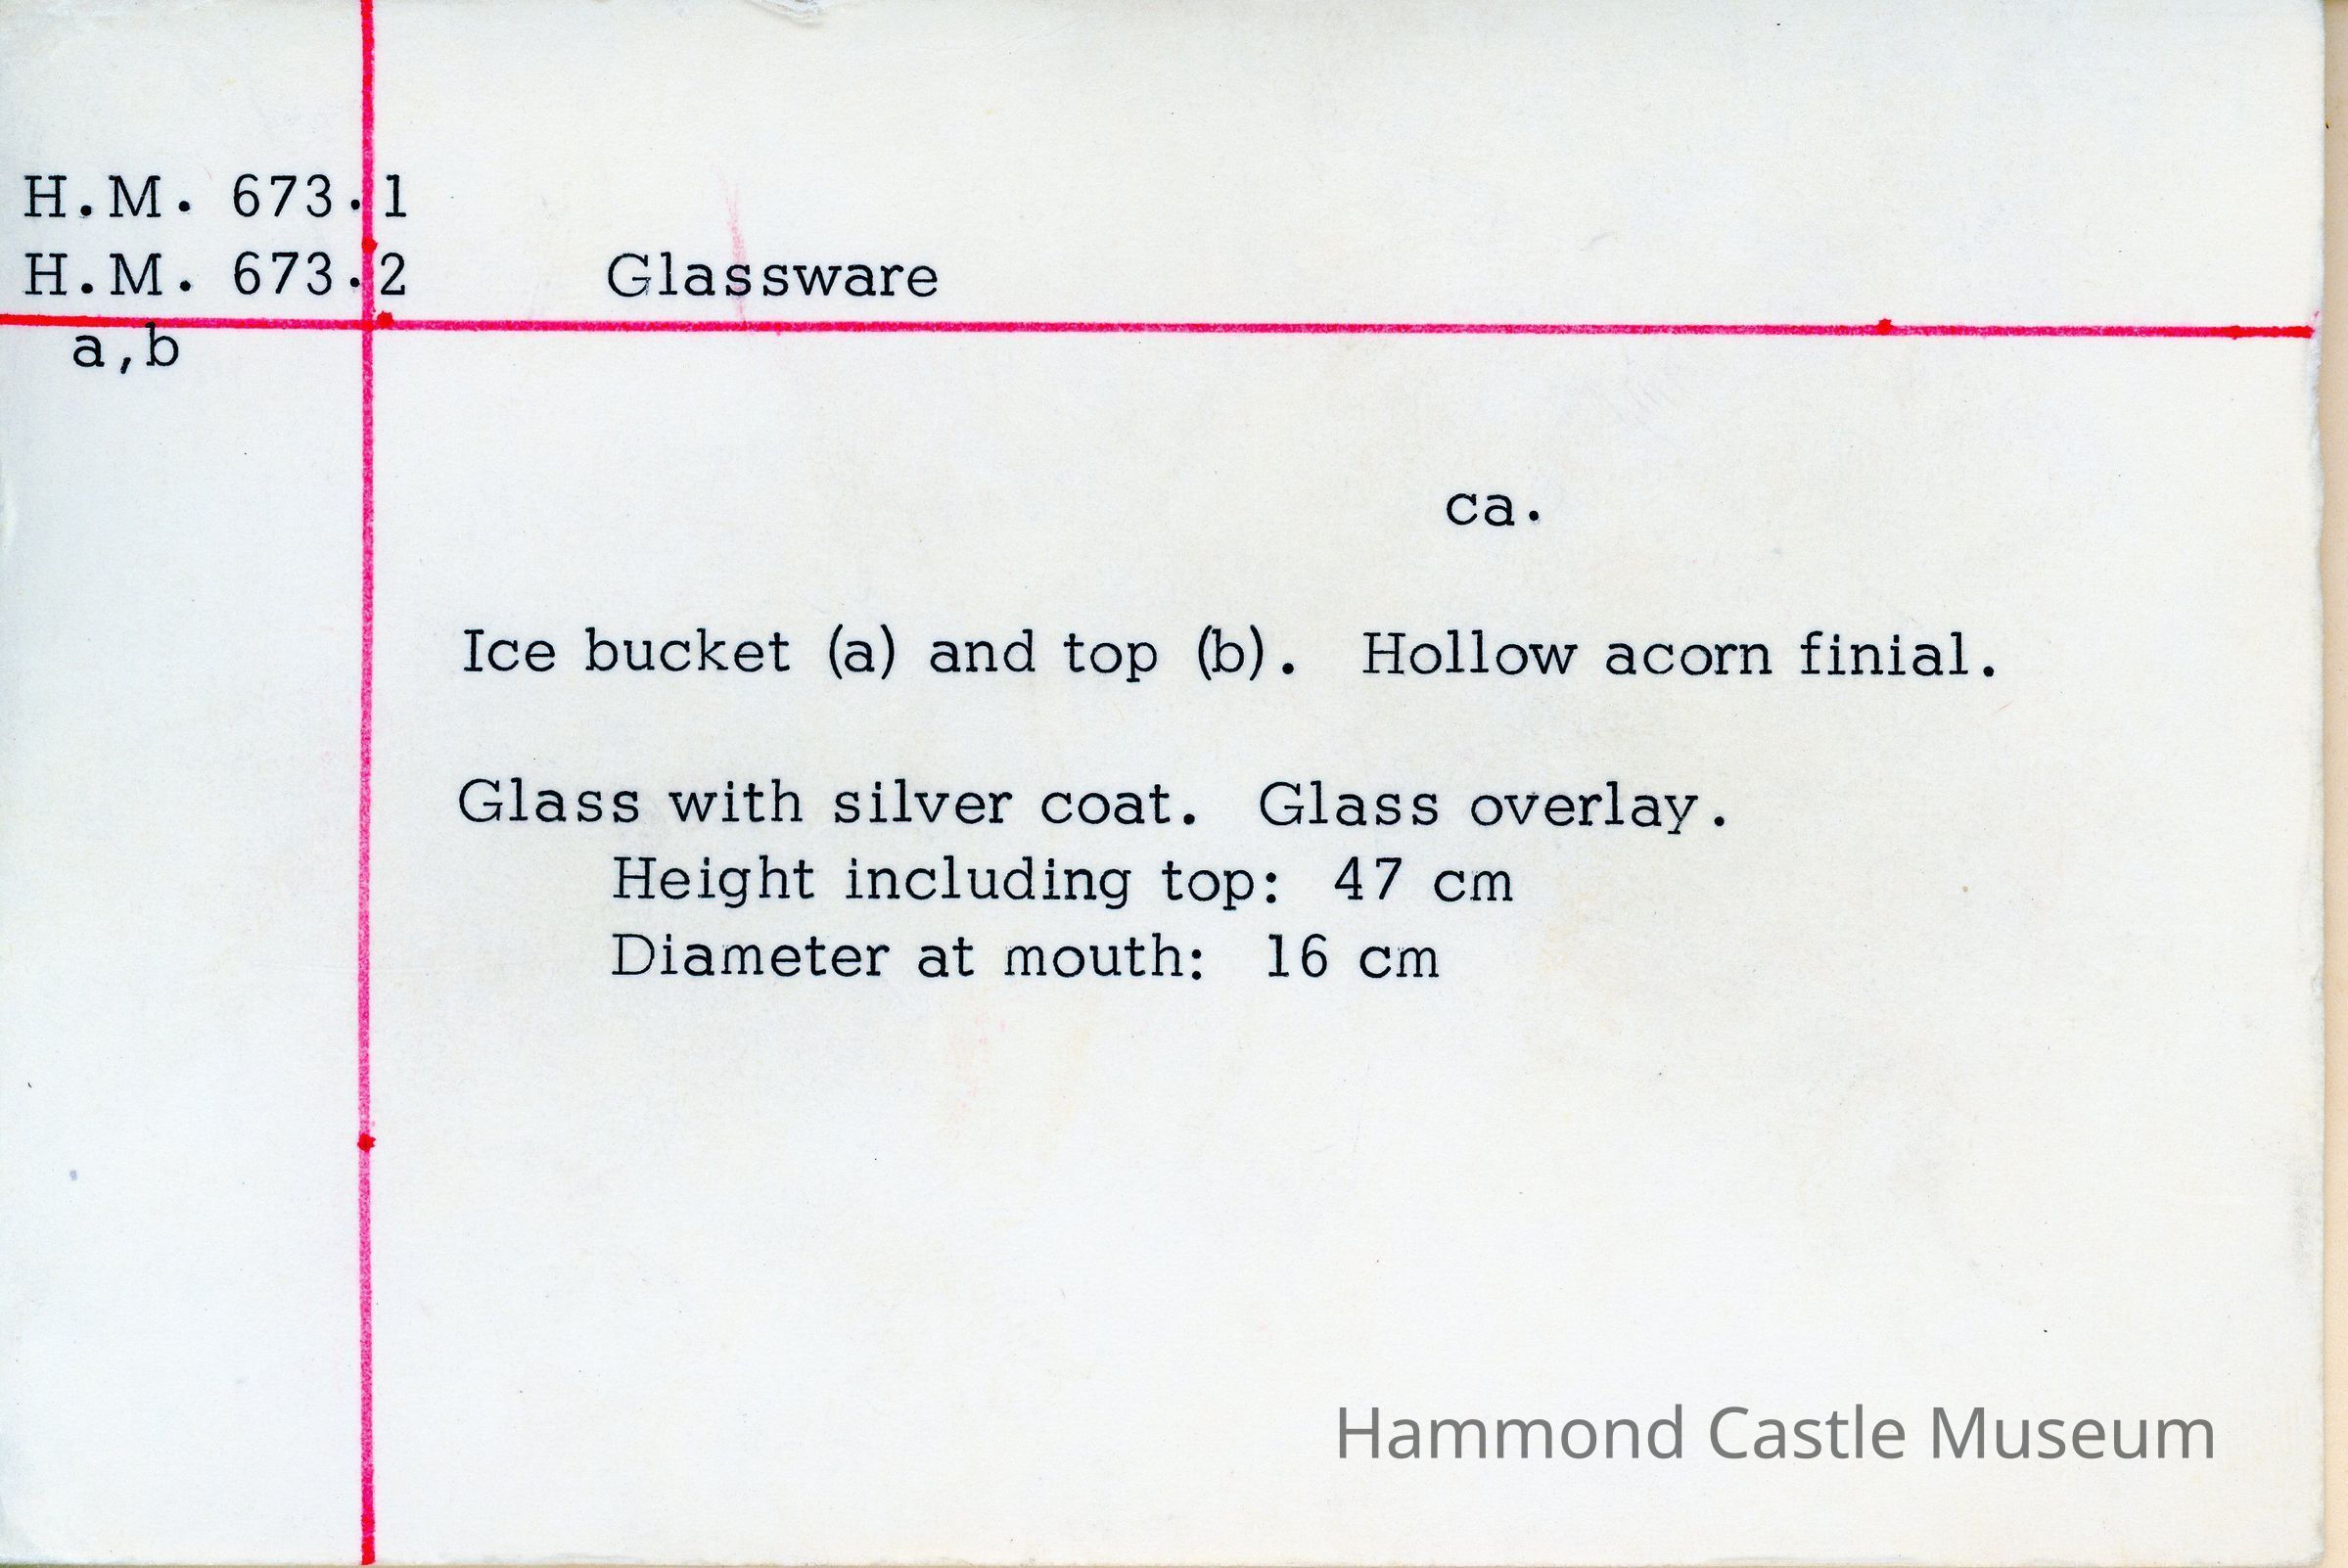 H.M. 673.1
H.M. 673.2 Glassware
a,b
ca.
Ice bucket (a) and top (b). Hollow acorn finial.
Glass with silver coat. Glass overlay.
Height including top: 47 cm
Diameter at mouth: 16 cm
Hammond Castle Museum